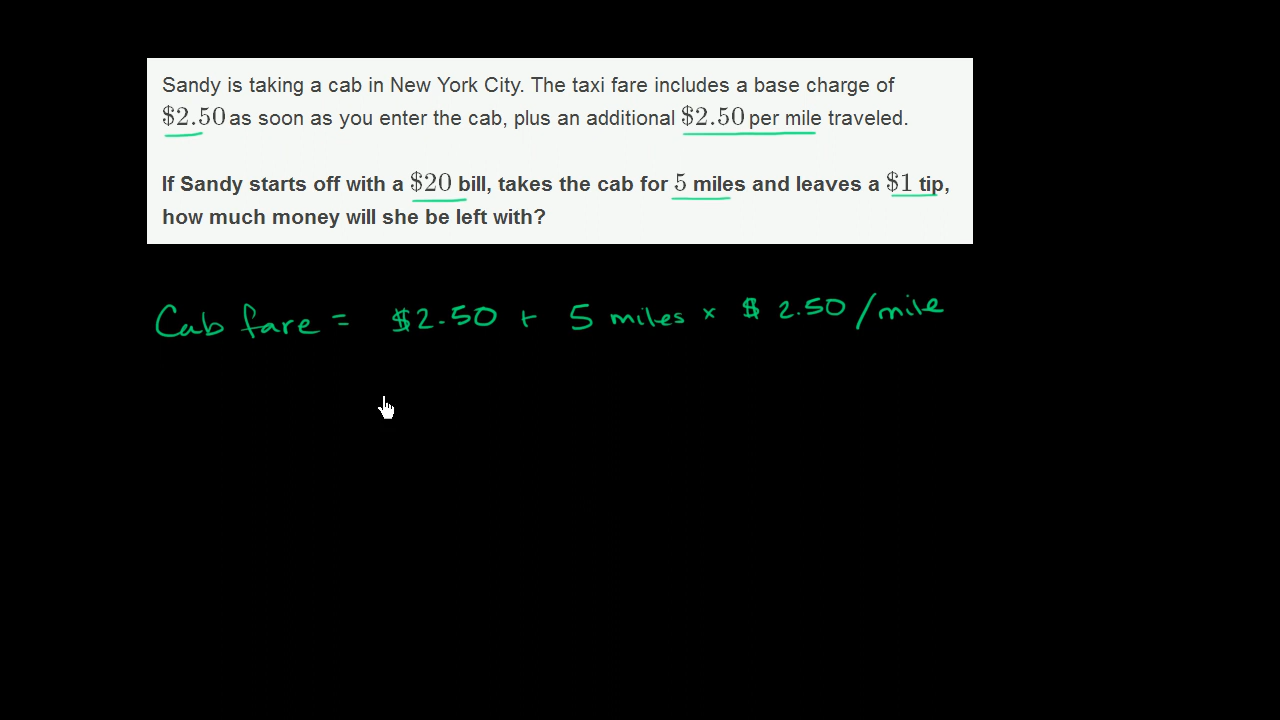 Sandy is taking a cab in New York City. The taxi fare includes a base charge of
$2.50 as soon as you enter the cab, plus an additional $2.50 per mile traveled.
If Sandy starts off with a $20 bill, takes the cab for 5 miles and leaves a $1 tip,
how much money will she be left with?
Cab fare = $2.50 + 5 miles × $ 2.50/mile